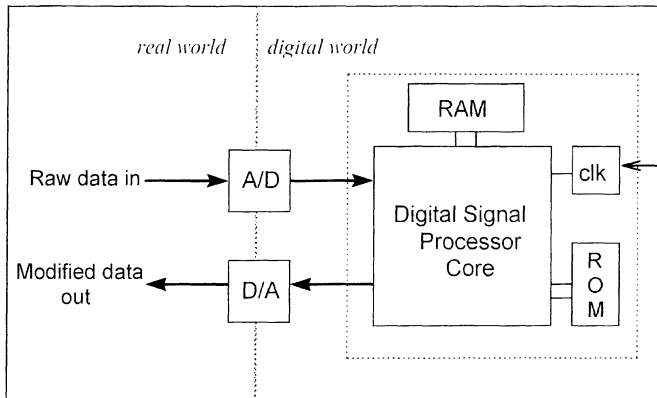 real world
digital world
RAM
Raw data in
A/D
clk
Digital Signal
Processor
Core
Modified data
out
D/A
R
O
M